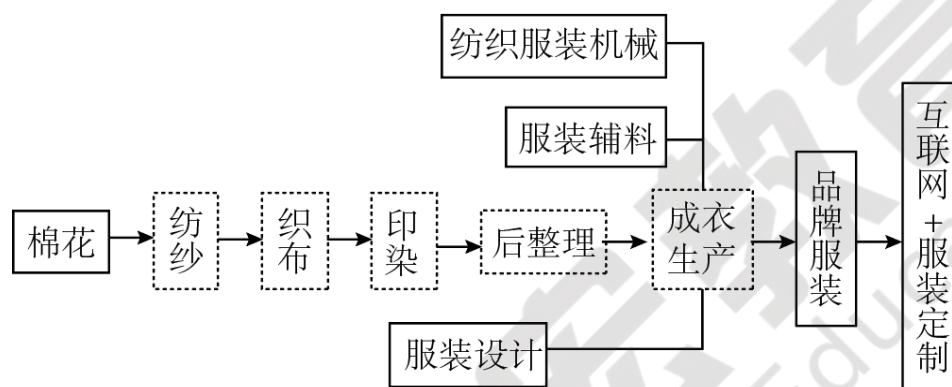 纺织服装机械
服装辅料
棉花
纺纱
织布
印染
后整理
成衣
生产
品牌服装
互联网+服装定制
服装设计